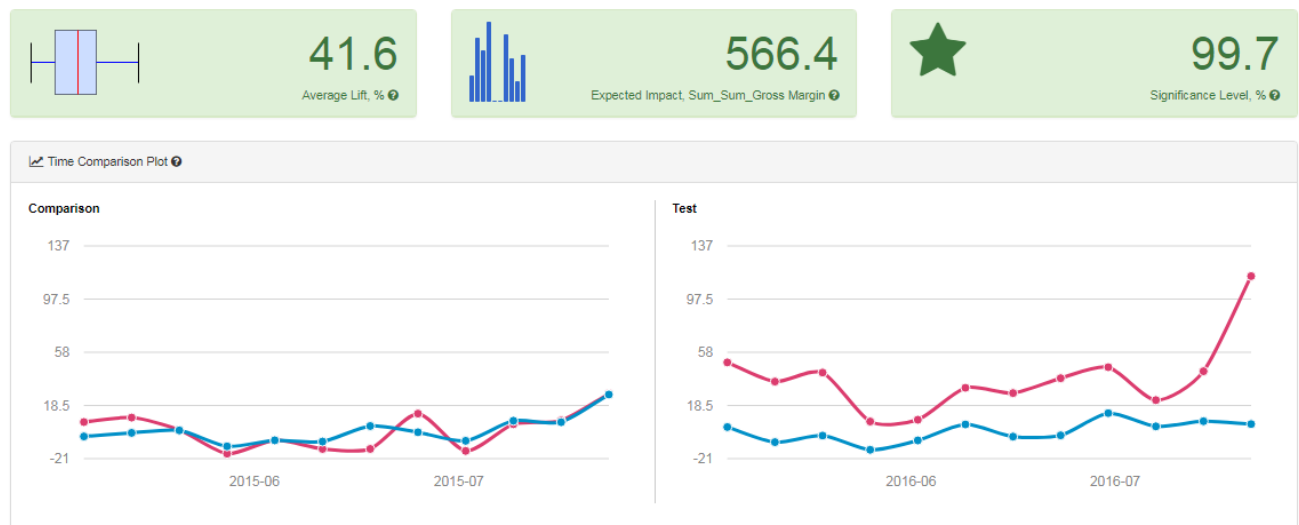 41.6
Average Lift, %
566.4
Expected Impact, Sum_Sum_Gross Margin
99.7
Significance Level, %
Time Comparison Plot
Comparison
137
97.5
58
18.5
-21
2015-06 2015-07
Test
137
97.5
58
18.5
-21
2016-06 2016-07